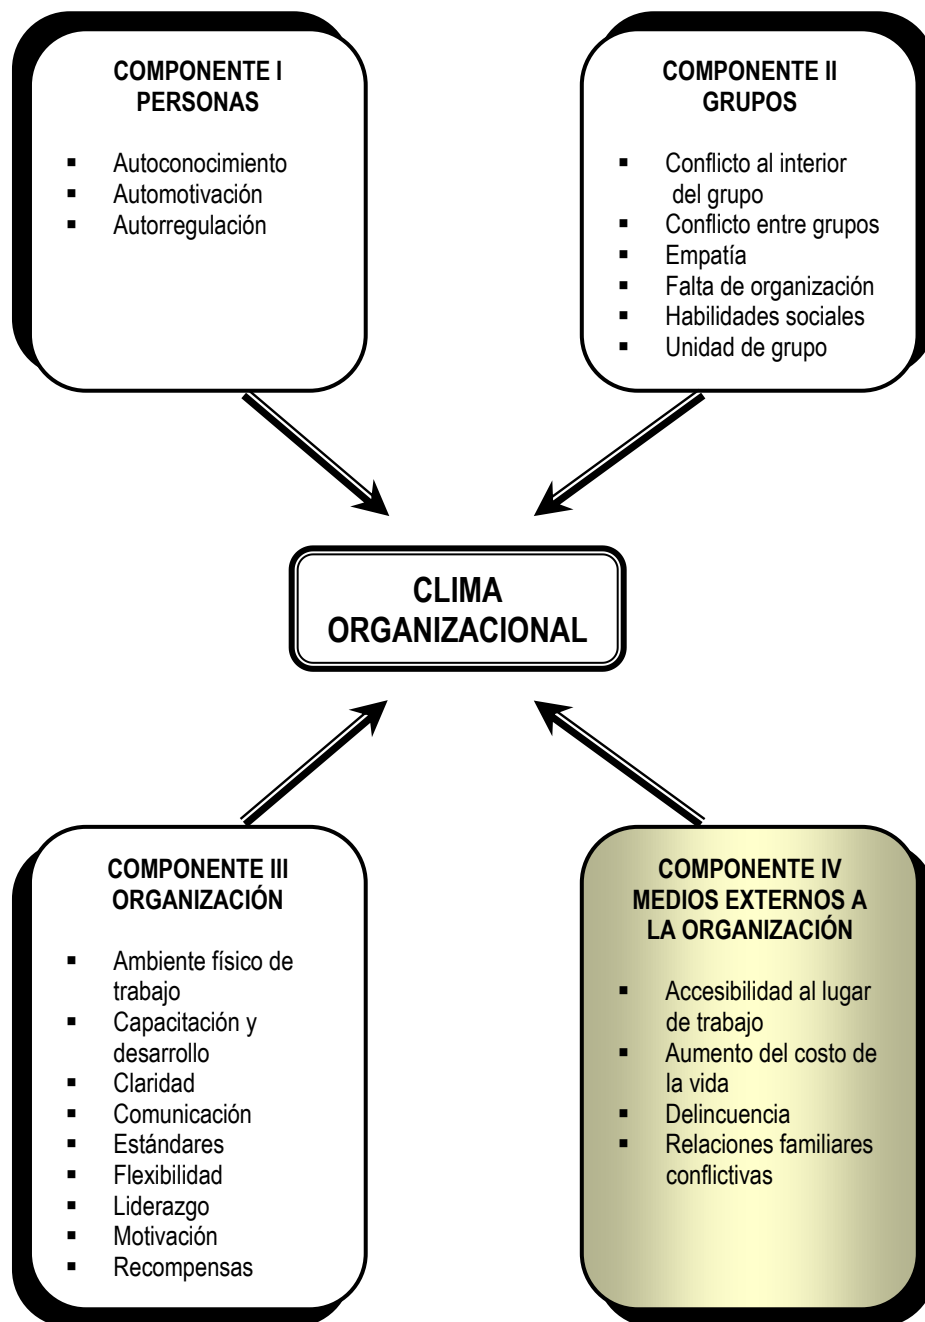 COMPONENTE I
PERSONAS
▪ Autoconocimiento
▪ Automotivación
▪ Autorregulación
COMPONENTE II
GRUPOS
▪ Conflicto al interior
del grupo
▪ Conflicto entre grupos
▪ Empatía
▪ Falta de organización
▪ Habilidades sociales
▪ Unidad de grupo
CLIMA
ORGANIZACIONAL
COMPONENTE III
ORGANIZACIÓN
▪ Ambiente físico de
trabajo
▪ Capacitación y
desarrollo
▪ Claridad
▪ Comunicación
▪ Estándares
▪ Flexibilidad
▪ Liderazgo
▪ Motivación
▪ Recompensas
COMPONENTE IV
MEDIOS EXTERNOS A
LA ORGANIZACIÓN
▪ Accesibilidad al lugar
de trabajo
▪ Aumento del costo de
la vida
▪ Delincuencia
▪ Relaciones familiares
conflictivas